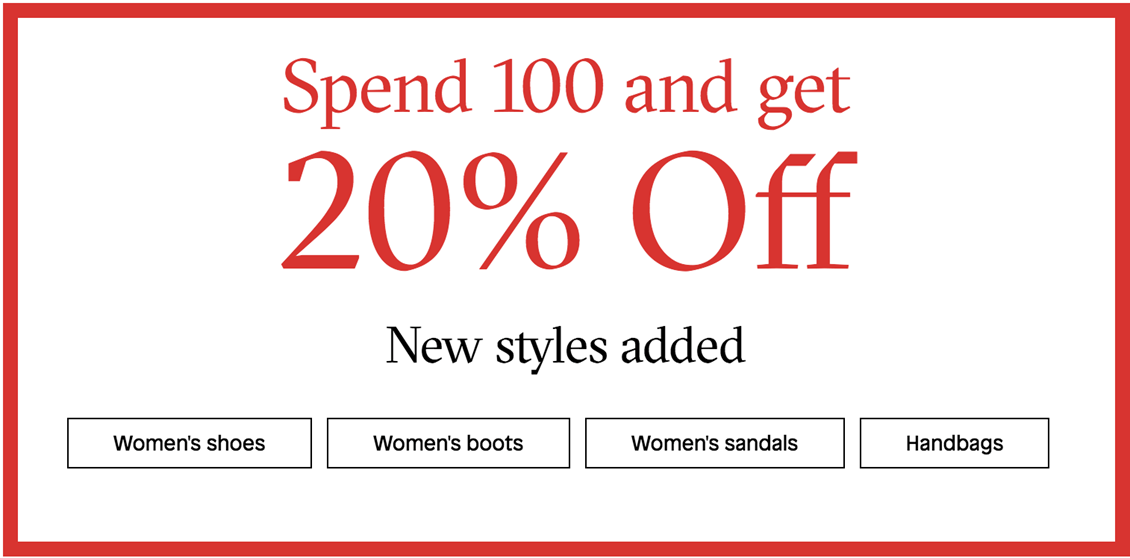 Spend 100 and get
20% Off
New styles added
Women's shoes
Women's boots
Women's sandals
Handbags